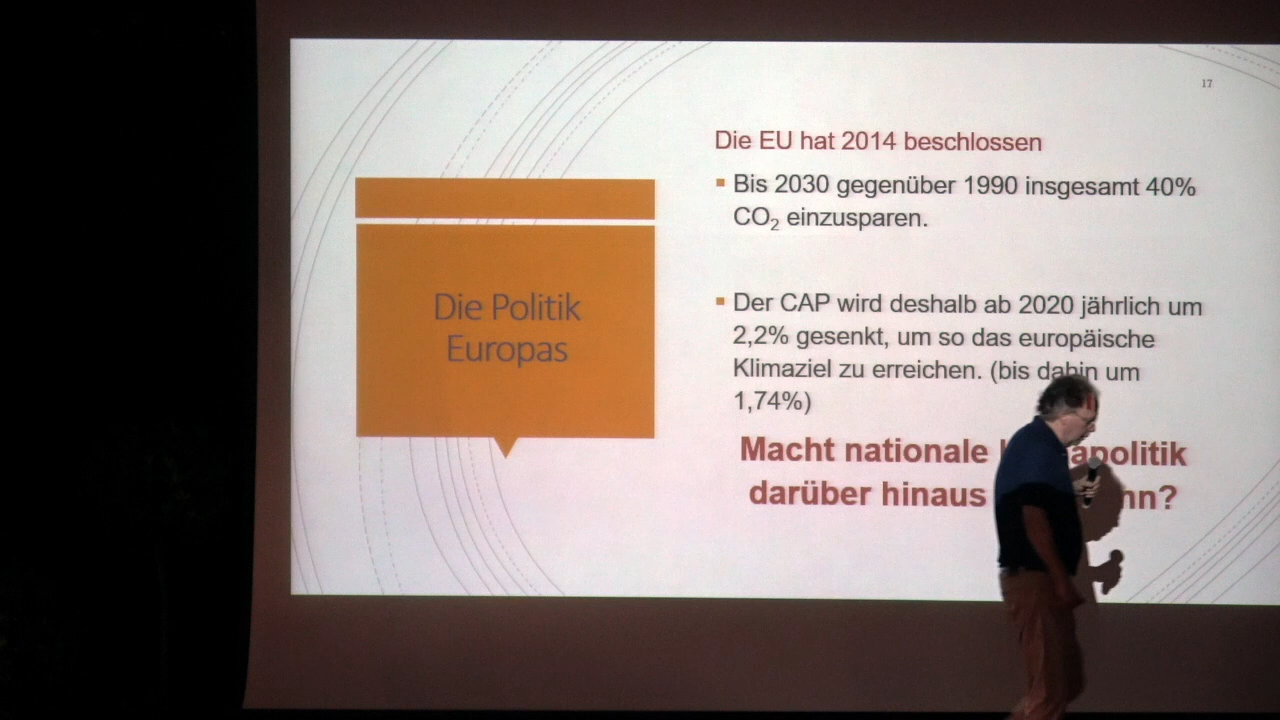 17
Die Politik
Europas
Die EU hat 2014 beschlossen
Bis 2030 gegenüber 1990 insgesamt 40%
CO₂ einzusparen.
Der CAP wird deshalb ab 2020 jährlich um
2,2% gesenkt, um so das europäische
Klimaziel zu erreichen. (bis dahin um
1,74%)
Macht nationale
darüber hinaus